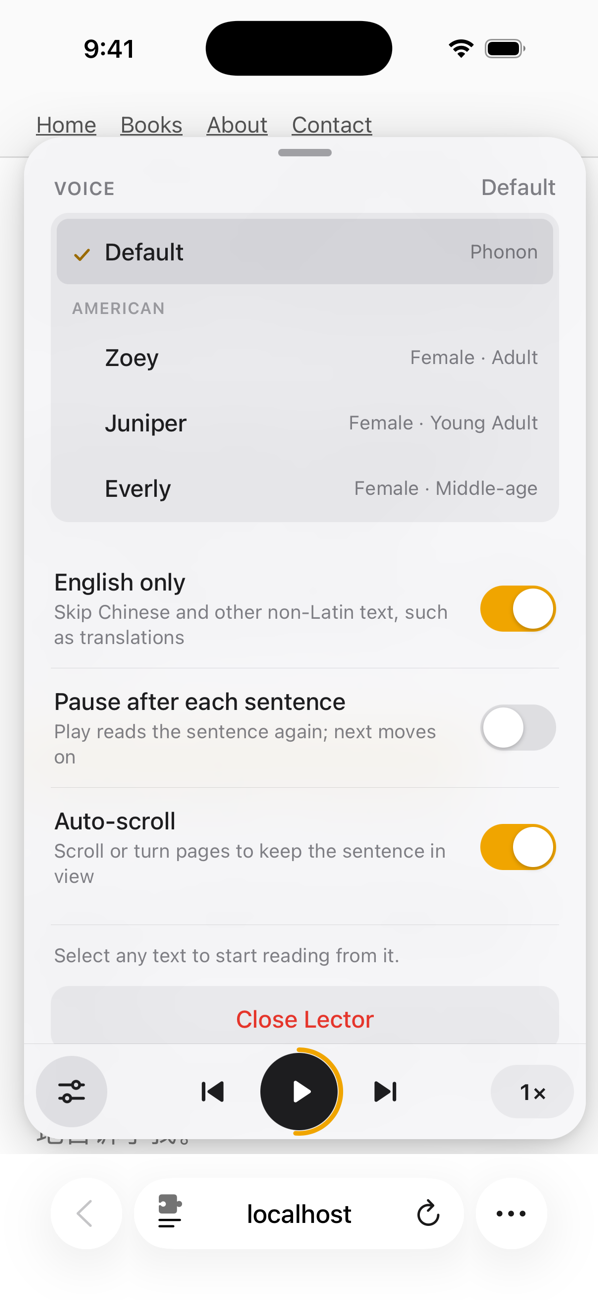 9:41
Home Books About Contact
VOICE Default
Default Phonon
AMERICAN
Zoey Female · Adult
Juniper Female · Young Adult
Everly Female · Middle-age
English only
Skip Chinese and other non-Latin text, such
as translations
Pause after each sentence
Play reads the sentence again; next moves
on
Auto-scroll
Scroll or turn pages to keep the sentence in
view
Select any text to start reading from it.
Close Lector
1×
localhost